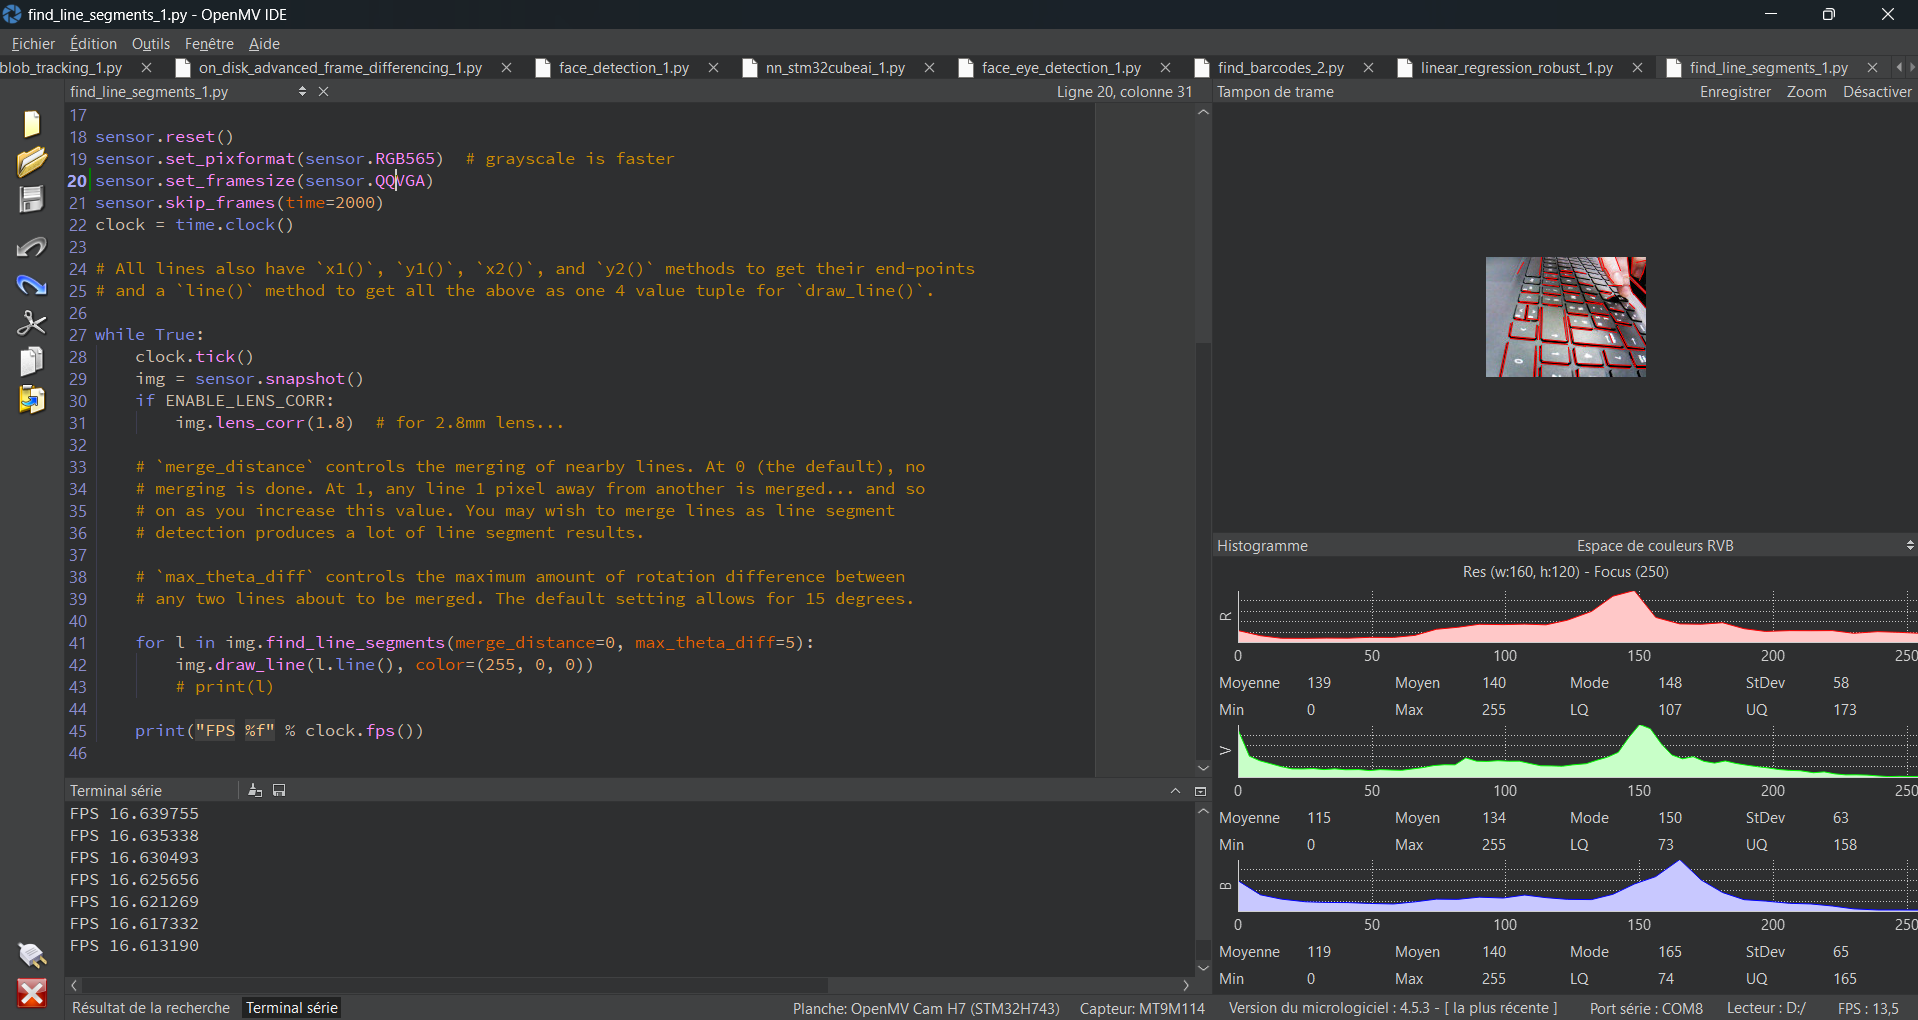 find_line_segments_1.py - OpenMV IDE
Fichier Édition Outils Fenêtre Aide
blob_tracking_1.py on_disk_advanced_frame_differencing_1.py face_detection_1.py nn_stm32cubeai_1.py face_eye_detection_1.py find_barcodes_2.py linear_regression_robust_1.py find_line_segments_1.py
find_line_segments_1.py Ligne 20, colonne 31
17
18 sensor.reset()
19 sensor.set_pixformat(sensor.RGB565)  # grayscale is faster
20 sensor.set_framesize(sensor.QQVGA)
21 sensor.skip_frames(time=2000)
22 clock = time.clock()
23
24 # All lines also have `x1()`, `y1()`, `x2()`, and `y2()` methods to get their end-points
25 # and a `line()` method to get all the above as one 4 value tuple for `draw_line()`.
26
27 while True:
28     clock.tick()
29     img = sensor.snapshot()
30     if ENABLE_LENS_CORR:
31         img.lens_corr(1.8)  # for 2.8mm lens...
32
33     # `merge_distance` controls the merging of nearby lines. At 0 (the default), no
34     # merging is done. At 1, any line 1 pixel away from another is merged... and so
35     # on as you increase this value. You may wish to merge lines as line segment
36     # detection produces a lot of line segment results.
37
38     # `max_theta_diff` controls the maximum amount of rotation difference between
39     # any two lines about to be merged. The default setting allows for 15 degrees.
40
41     for l in img.find_line_segments(merge_distance=0, max_theta_diff=5):
42         img.draw_line(l.line(), color=(255, 0, 0))
43         # print(l)
44
45     print("FPS %f" % clock.fps())
46
Terminal série
FPS 16.639755
FPS 16.635338
FPS 16.630493
FPS 16.625656
FPS 16.621269
FPS 16.617332
FPS 16.613190
Tampon de trame Enregistrer Zoom Désactiver
Histogramme Espace de couleurs RVB
Res (w:160, h:120) - Focus (250)
R
0 50 100 150 200 250
Moyenne 139 Moyen 140 Mode 148 StDev 58
Min 0 Max 255 LQ 107 UQ 173
V
0 50 100 150 200 250
Moyenne 115 Moyen 134 Mode 150 StDev 63
Min 0 Max 255 LQ 73 UQ 158
B
0 50 100 150 200 250
Moyenne 119 Moyen 140 Mode 165 StDev 65
Min 0 Max 255 LQ 74 UQ 165
Résultat de la recherche Terminal série Planche: OpenMV Cam H7 (STM32H743) Capteur: MT9M114 Version du micrologiciel : 4.5.3 - [ la plus récente ] Port série : COM8 Lecteur : D:/ FPS : 13,5